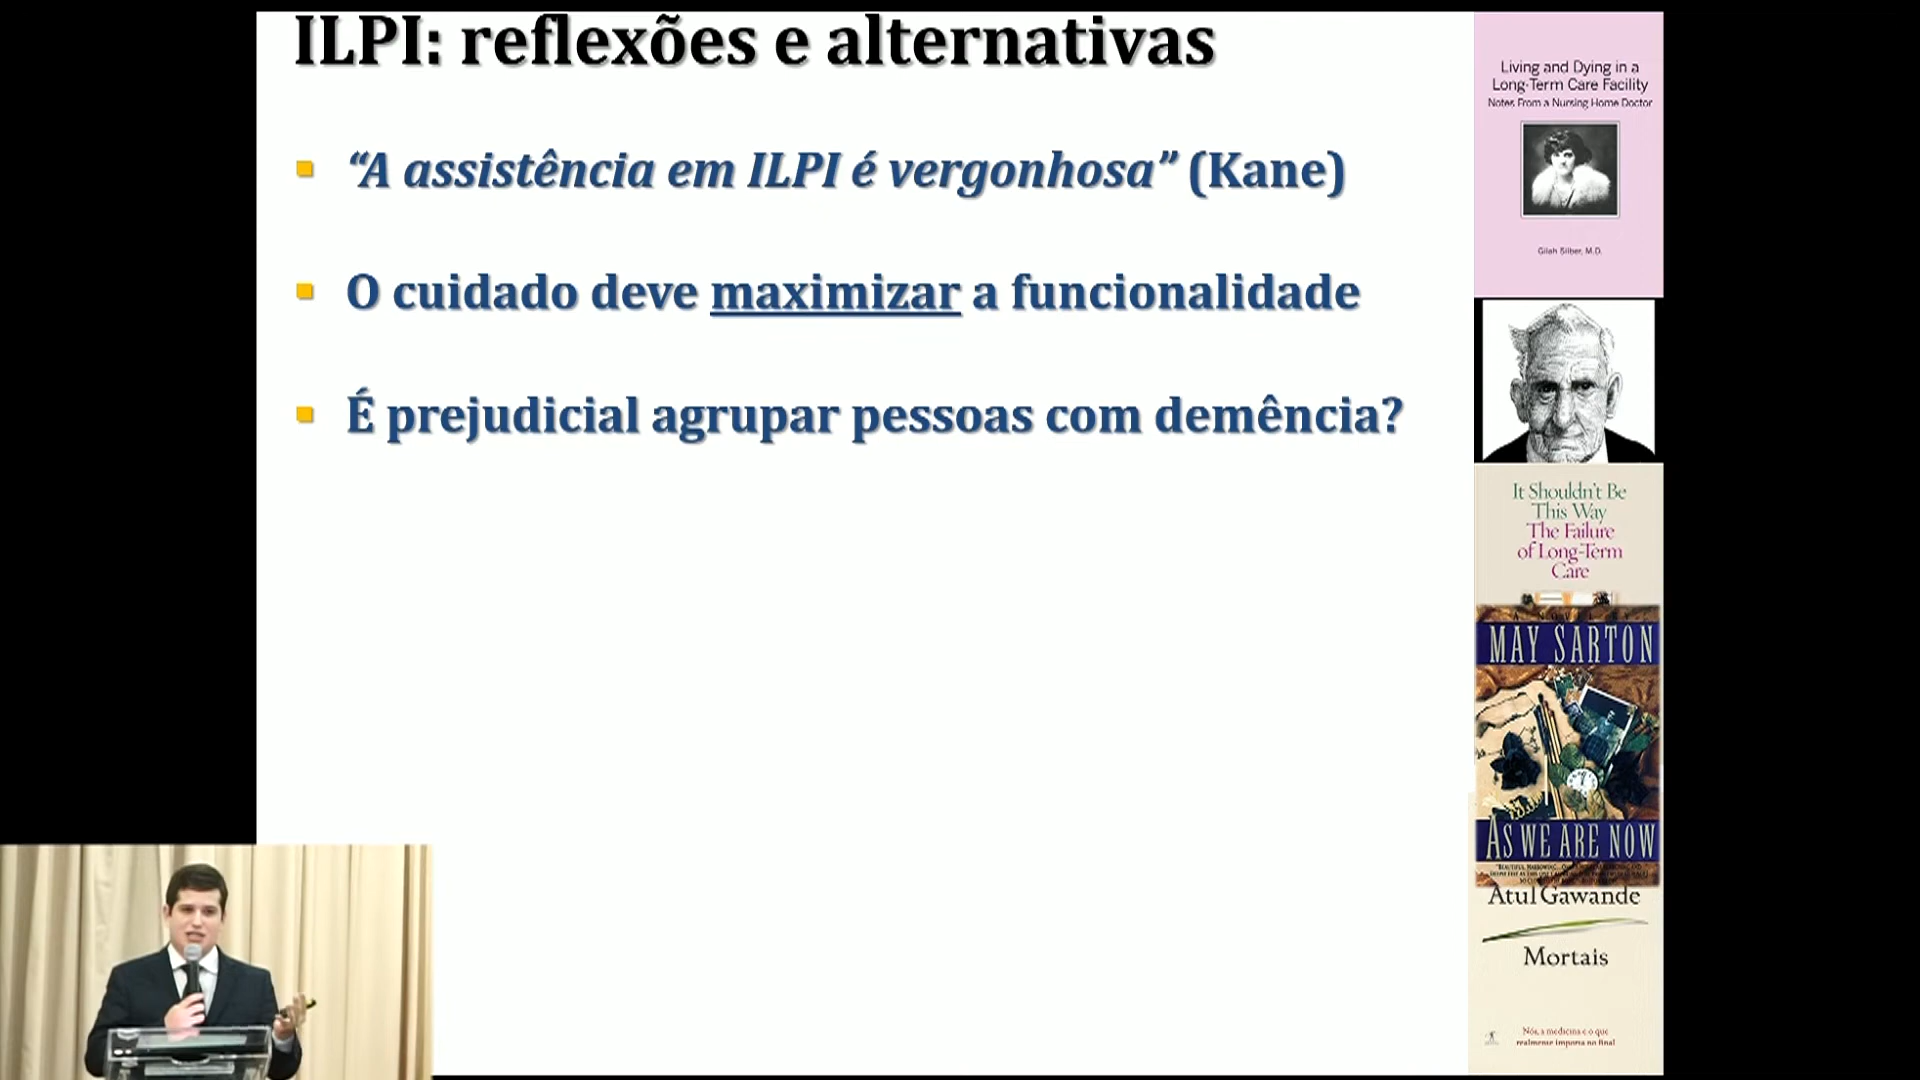 ILPI: reflexões e alternativas
“A assistência em ILPI é vergonhosa” (Kane)
O cuidado deve maximizar a funcionalidade
É prejudicial agrupar pessoas com demência?
Living and Dying in a
Long-Term Care Facility
Notes From a Nursing Home Doctor
Gilah Silber, M.D.
It Shouldn't Be
This Way
The Failure
of Long-Term
Care
A NOVEL BY
MAY SARTON
AS WE ARE NOW
Atul Gawande
Mortais
Nós, a medicina e o que
realmente importa no final